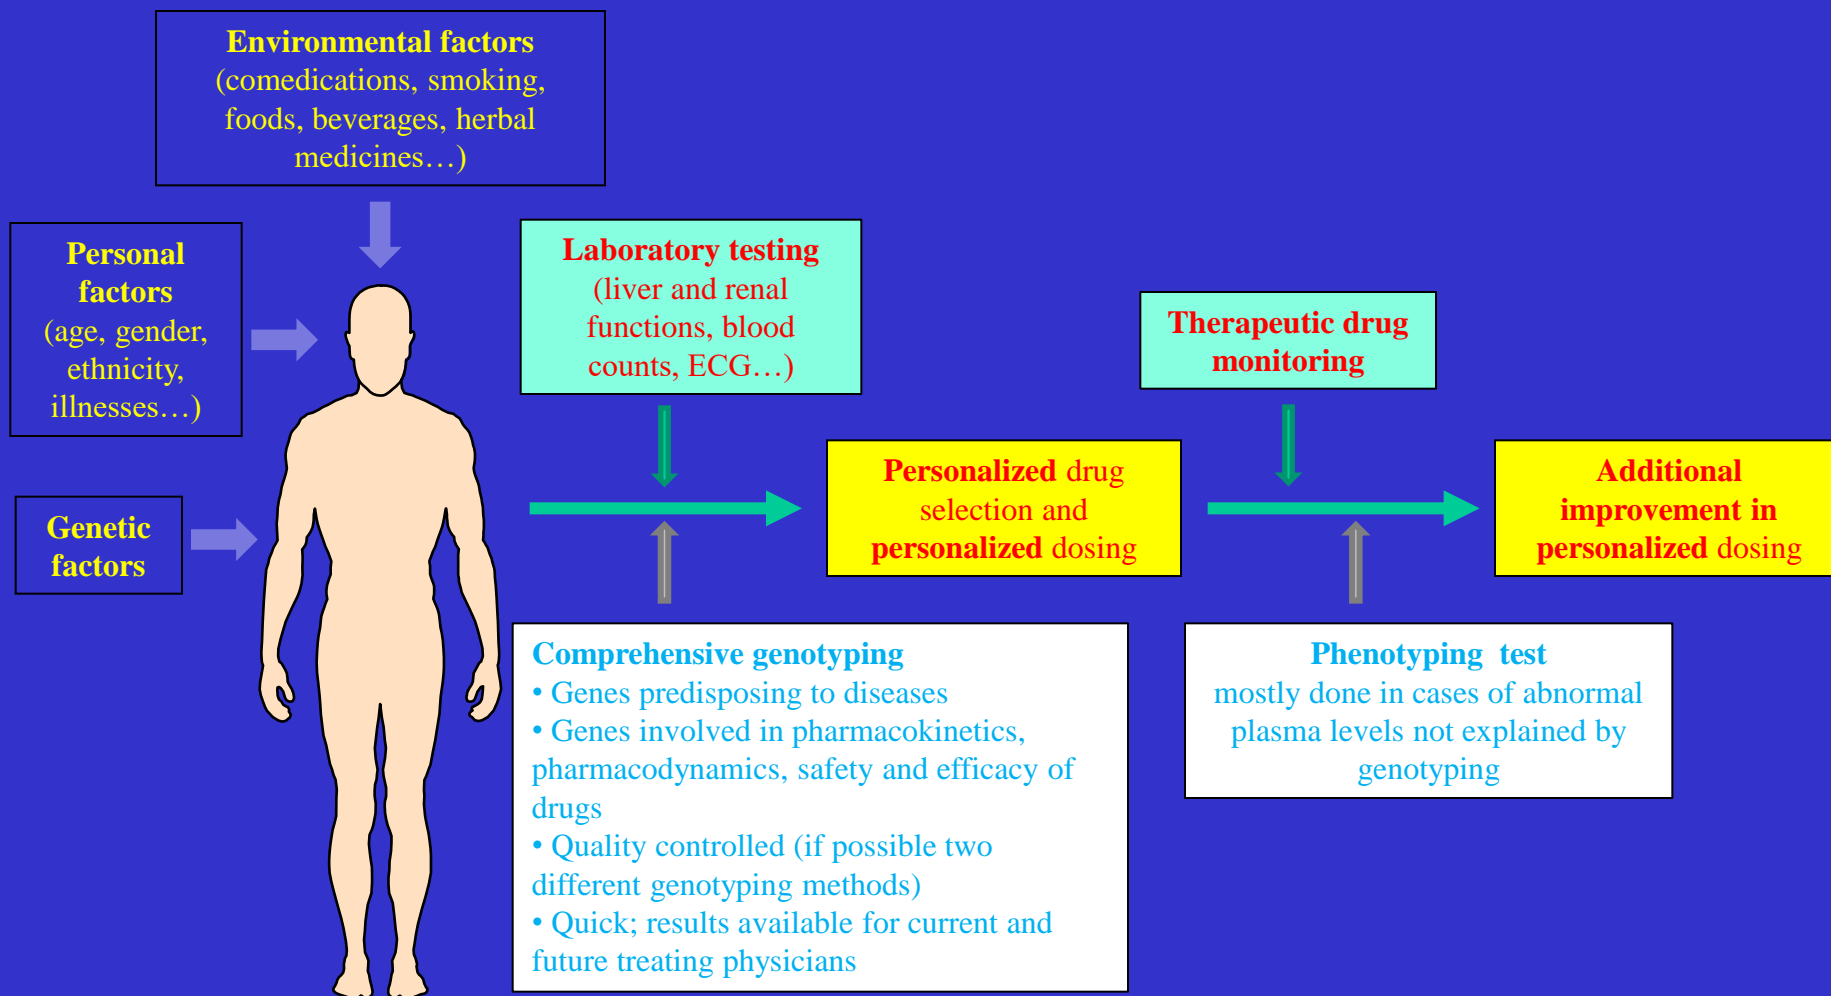 Environmental factors
(comedications, smoking,
foods, beverages, herbal
medicines…)
Personal
factors
(age, gender,
ethnicity,
illnesses…)
Genetic
factors
Laboratory testing
(liver and renal
functions, blood
counts, ECG…)
Therapeutic drug
monitoring
Personalized drug
selection and
personalized dosing
Additional
improvement in
personalized dosing
Comprehensive genotyping
• Genes predisposing to diseases
• Genes involved in pharmacokinetics,
pharmacodynamics, safety and efficacy of
drugs
• Quality controlled (if possible two
different genotyping methods)
• Quick; results available for current and
future treating physicians
Phenotyping test
mostly done in cases of abnormal
plasma levels not explained by
genotyping